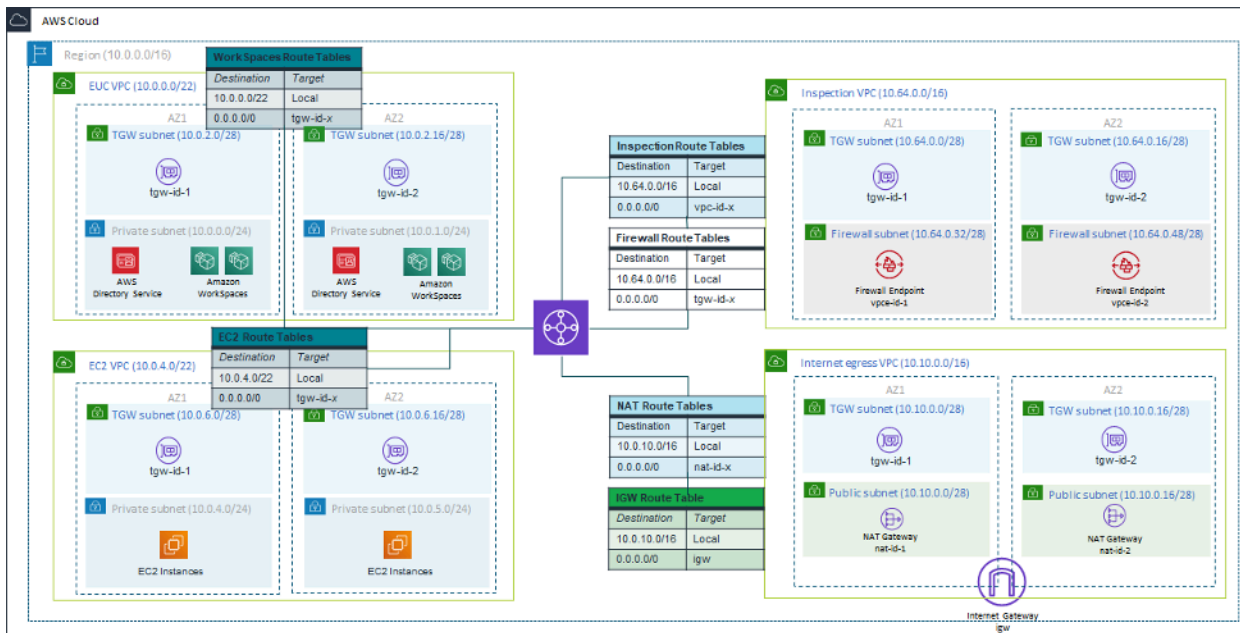 AWS Cloud
Region (10.0.0.0/16)
WorkSpaces Route Tables
Destination Target
10.0.0.0/22 Local
0.0.0.0/0 tgw-id-x
EUC VPC (10.0.0.0/22)
AZ1
TGW subnet (10.0.2.0/28)
tgw-id-1
Private subnet (10.0.0.0/24)
AWS
Directory Service
Amazon
WorkSpaces
AZ2
TGW subnet (10.0.2.16/28)
tgw-id-2
Private subnet (10.0.1.0/24)
AWS
Directory Service
Amazon
WorkSpaces
EC2 Route Tables
Destination Target
10.0.4.0/22 Local
0.0.0.0/0 tgw-id-x
EC2 VPC (10.0.4.0/22)
AZ1
TGW subnet (10.0.6.0/28)
tgw-id-1
Private subnet (10.0.4.0/24)
EC2 Instances
AZ2
TGW subnet (10.0.6.16/28)
tgw-id-2
Private subnet (10.0.5.0/24)
EC2 Instances
Inspection Route Tables
Destination Target
10.64.0.0/16 Local
0.0.0.0/0 vpc-id-x
Firewall Route Tables
Destination Target
10.64.0.0/16 Local
0.0.0.0/0 tgw-id-x
NAT Route Tables
Destination Target
10.0.10.0/16 Local
0.0.0.0/0 nat-id-x
IGW Route Table
Destination Target
10.0.10.0/16 Local
0.0.0.0/0 igw
Inspection VPC (10.64.0.0/16)
AZ1
TGW subnet (10.64.0.0/28)
tgw-id-1
Firewall subnet (10.64.0.32/28)
Firewall Endpoint
vpce-id-1
AZ2
TGW subnet (10.64.0.16/28)
tgw-id-2
Firewall subnet (10.64.0.48/28)
Firewall Endpoint
vpce-id-2
Internet egress VPC (10.10.0.0/16)
AZ1
TGW subnet (10.10.0.0/28)
tgw-id-1
Public subnet (10.10.0.0/28)
NAT Gateway
nat-id-1
AZ2
TGW subnet (10.10.0.16/28)
tgw-id-2
Public subnet (10.10.0.16/28)
NAT Gateway
nat-id-2
Internet Gateway
igw